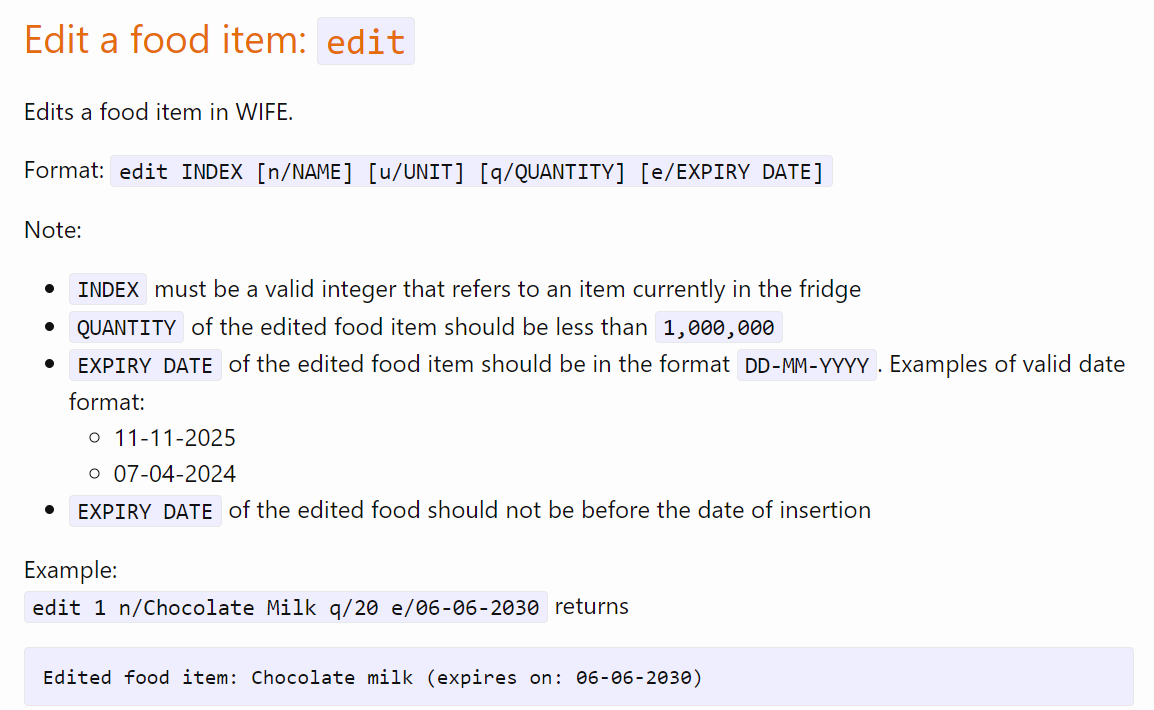 Edit a food item: edit
Edits a food item in WIFE.
Format: edit INDEX [n/NAME] [u/UNIT] [q/QUANTITY] [e/EXPIRY DATE]
Note:
INDEX must be a valid integer that refers to an item currently in the fridge
QUANTITY of the edited food item should be less than 1,000,000
EXPIRY DATE of the edited food item should be in the format DD-MM-YYYY. Examples of valid date
format:
11-11-2025
07-04-2024
EXPIRY DATE of the edited food should not be before the date of insertion
Example:
edit 1 n/Chocolate Milk q/20 e/06-06-2030 returns
Edited food item: Chocolate milk (expires on: 06-06-2030)